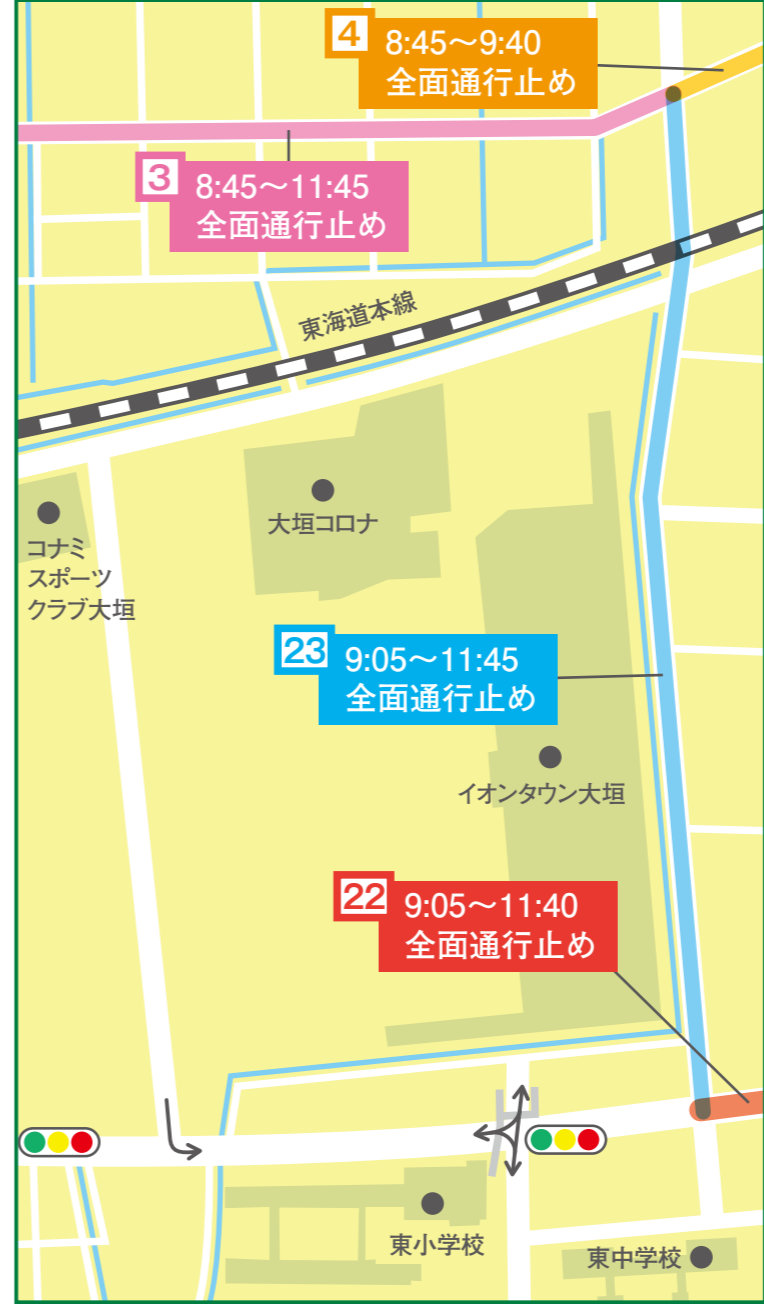 4
8:45〜9:40
全面通行止め
3
8:45〜11:45
全面通行止め
東海道本線
大垣コロナ
コナミ
スポーツ
クラブ大垣
23
9:05〜11:45
全面通行止め
イオンタウン大垣
22
9:05〜11:40
全面通行止め
東小学校
東中学校